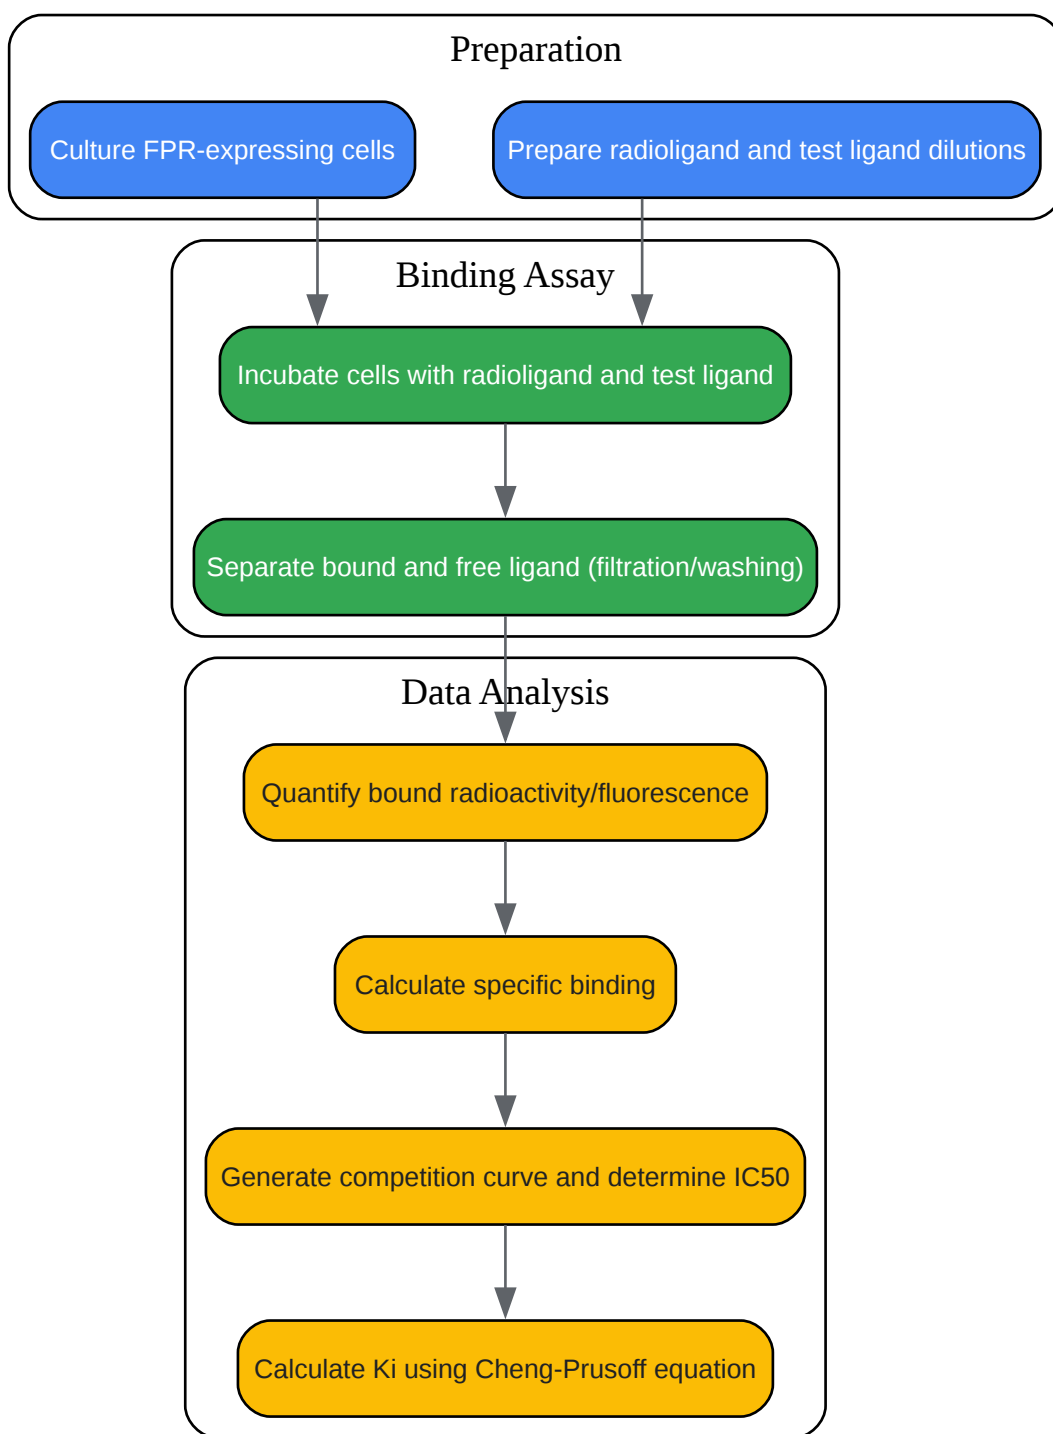 Preparation
Culture FPR-expressing cells
Prepare radioligand and test ligand dilutions
Binding Assay
Incubate cells with radioligand and test ligand
Separate bound and free ligand (filtration/washing)
Data Analysis
Quantify bound radioactivity/fluorescence
Calculate specific binding
Generate competition curve and determine IC50
Calculate Ki using Cheng-Prusoff equation